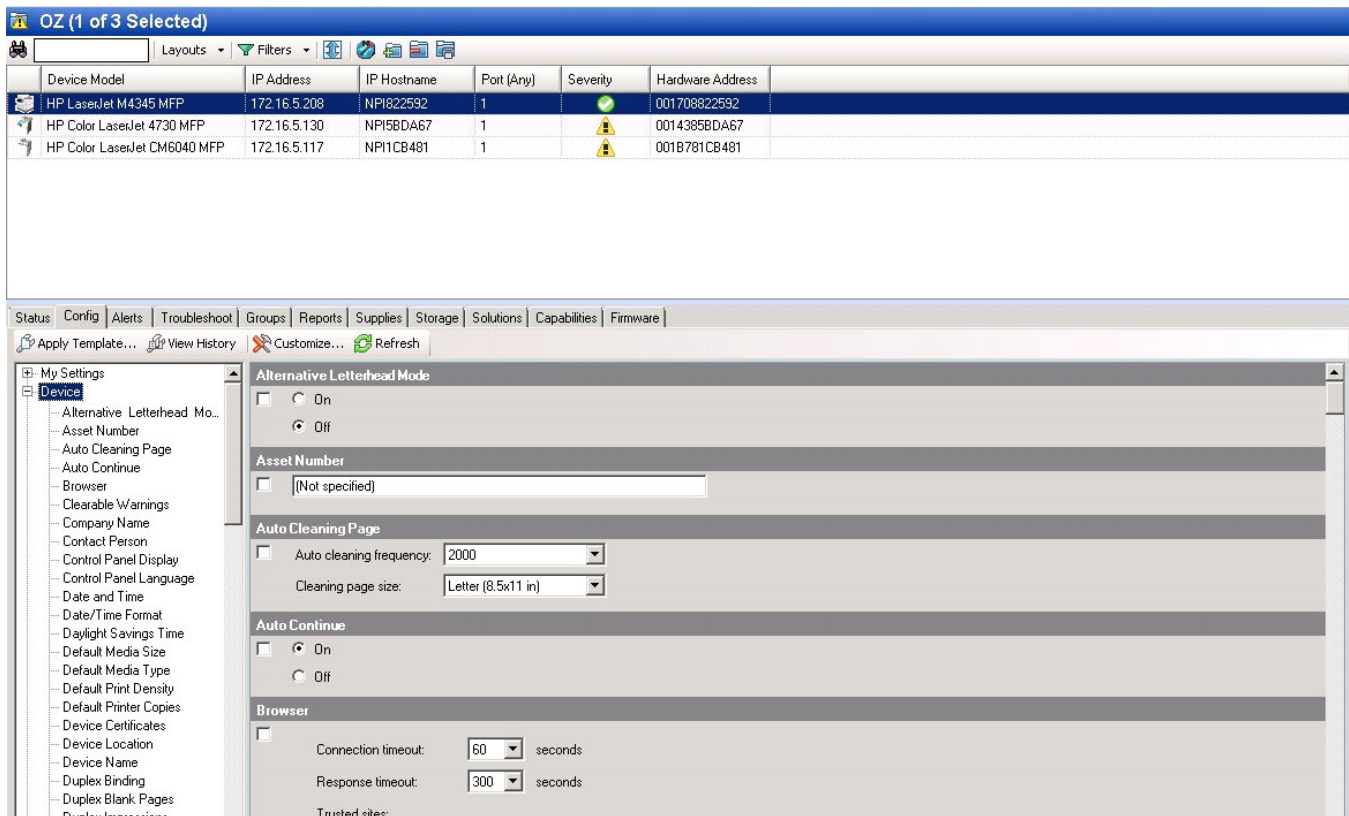 OZ (1 of 3 Selected)
Layouts Filters
Device Model IP Address IP Hostname Port (Any) Severity Hardware Address
HP LaserJet M4345 MFP 172.16.5.208 NPI822592 1 001708822592
HP Color LaserJet 4730 MFP 172.16.5.130 NPI5BDA67 1 0014385BDA67
HP Color LaserJet CM6040 MFP 172.16.5.117 NPI1CB481 1 001B781CB481
Status Config Alerts Troubleshoot Groups Reports Supplies Storage Solutions Capabilities Firmware
Apply Template... View History Customize... Refresh
My Settings
Device
Alternative Letterhead Mo...
Asset Number
Auto Cleaning Page
Auto Continue
Browser
Clearable Warnings
Company Name
Contact Person
Control Panel Display
Control Panel Language
Date and Time
Date/Time Format
Daylight Savings Time
Default Media Size
Default Media Type
Default Print Density
Default Printer Copies
Device Certificates
Device Location
Device Name
Duplex Binding
Duplex Blank Pages
Duplex Impressions
Alternative Letterhead Mode
On
Off
Asset Number
(Not specified)
Auto Cleaning Page
Auto cleaning frequency: 2000
Cleaning page size: Letter (8.5x11 in)
Auto Continue
On
Off
Browser
Connection timeout: 60 seconds
Response timeout: 300 seconds
Trusted sites: